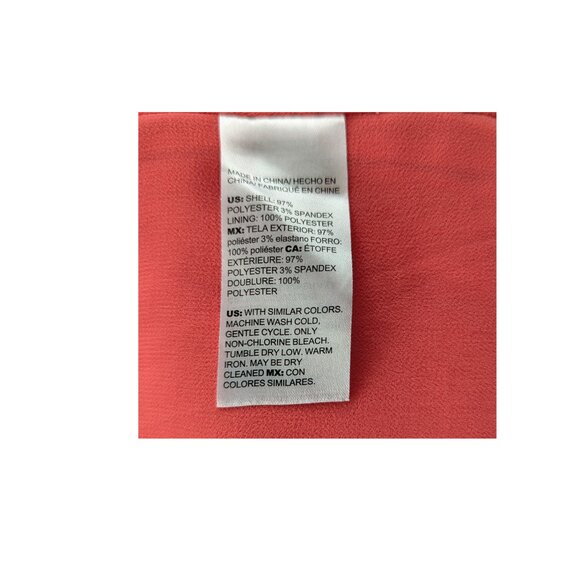 MADE IN CHINA/ HECHO EN
CHINA/ FABRIQUÉ EN CHINE
US: SHELL: 97%
POLYESTER 3% SPANDEX
LINING: 100% POLYESTER
MX: TELA EXTERIOR: 97%
poliéster 3% elastano FORRO:
100% poliéster CA: ÉTOFFE
EXTÉRIEURE: 97%
POLYESTER 3% SPANDEX
DOUBLURE: 100%
POLYESTER
US: WITH SIMILAR COLORS.
MACHINE WASH COLD,
GENTLE CYCLE. ONLY
NON-CHLORINE BLEACH.
TUMBLE DRY LOW. WARM
IRON. MAY BE DRY
CLEANED MX: CON
COLORES SIMILARES.